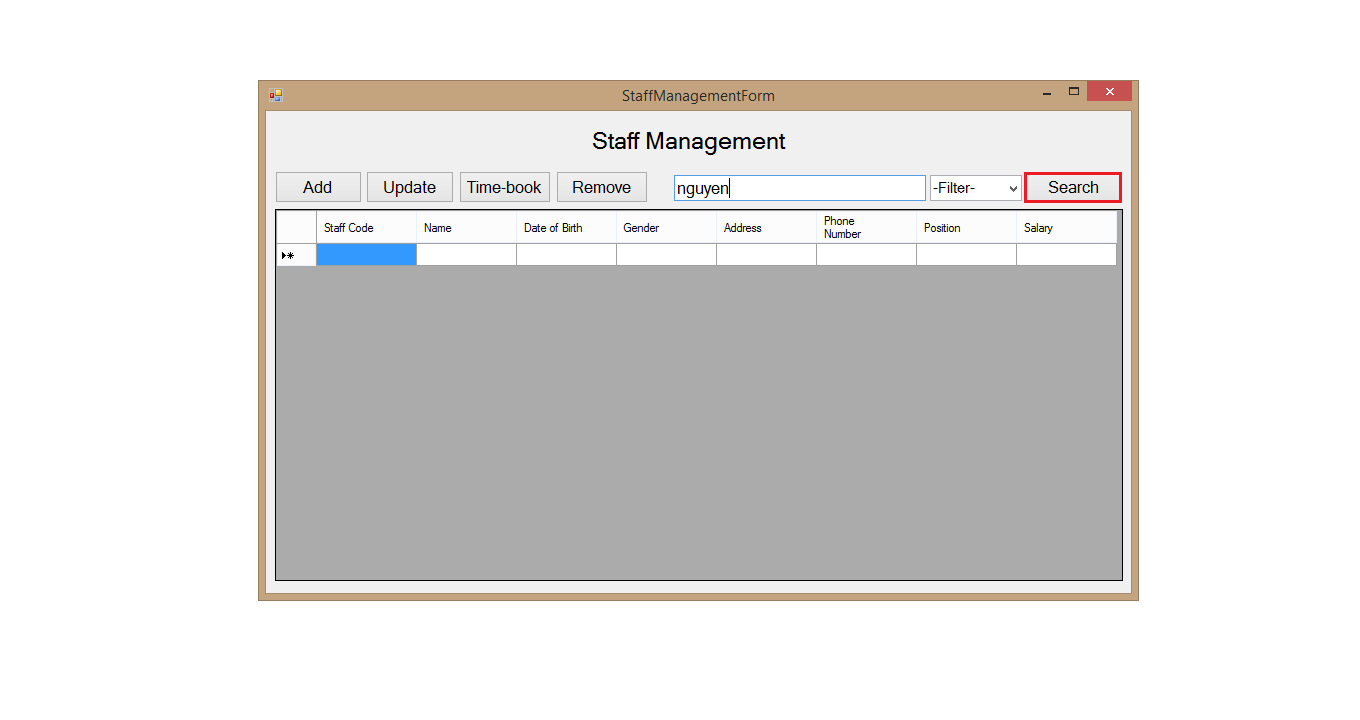 StaffManagementForm
Staff Management
Add Update Time-book Remove nguyen -Filter- Search
Staff Code Name Date of Birth Gender Address Phone Number Position Salary